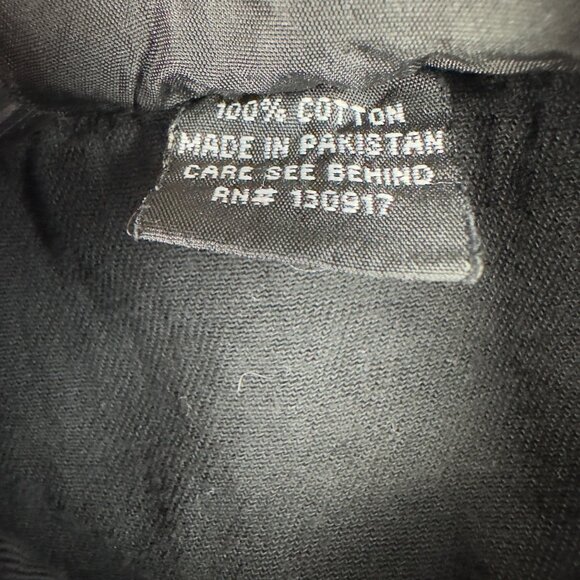 100% COTTON
MADE IN PAKISTAN
CARE SEE BEHIND
RN# 130917